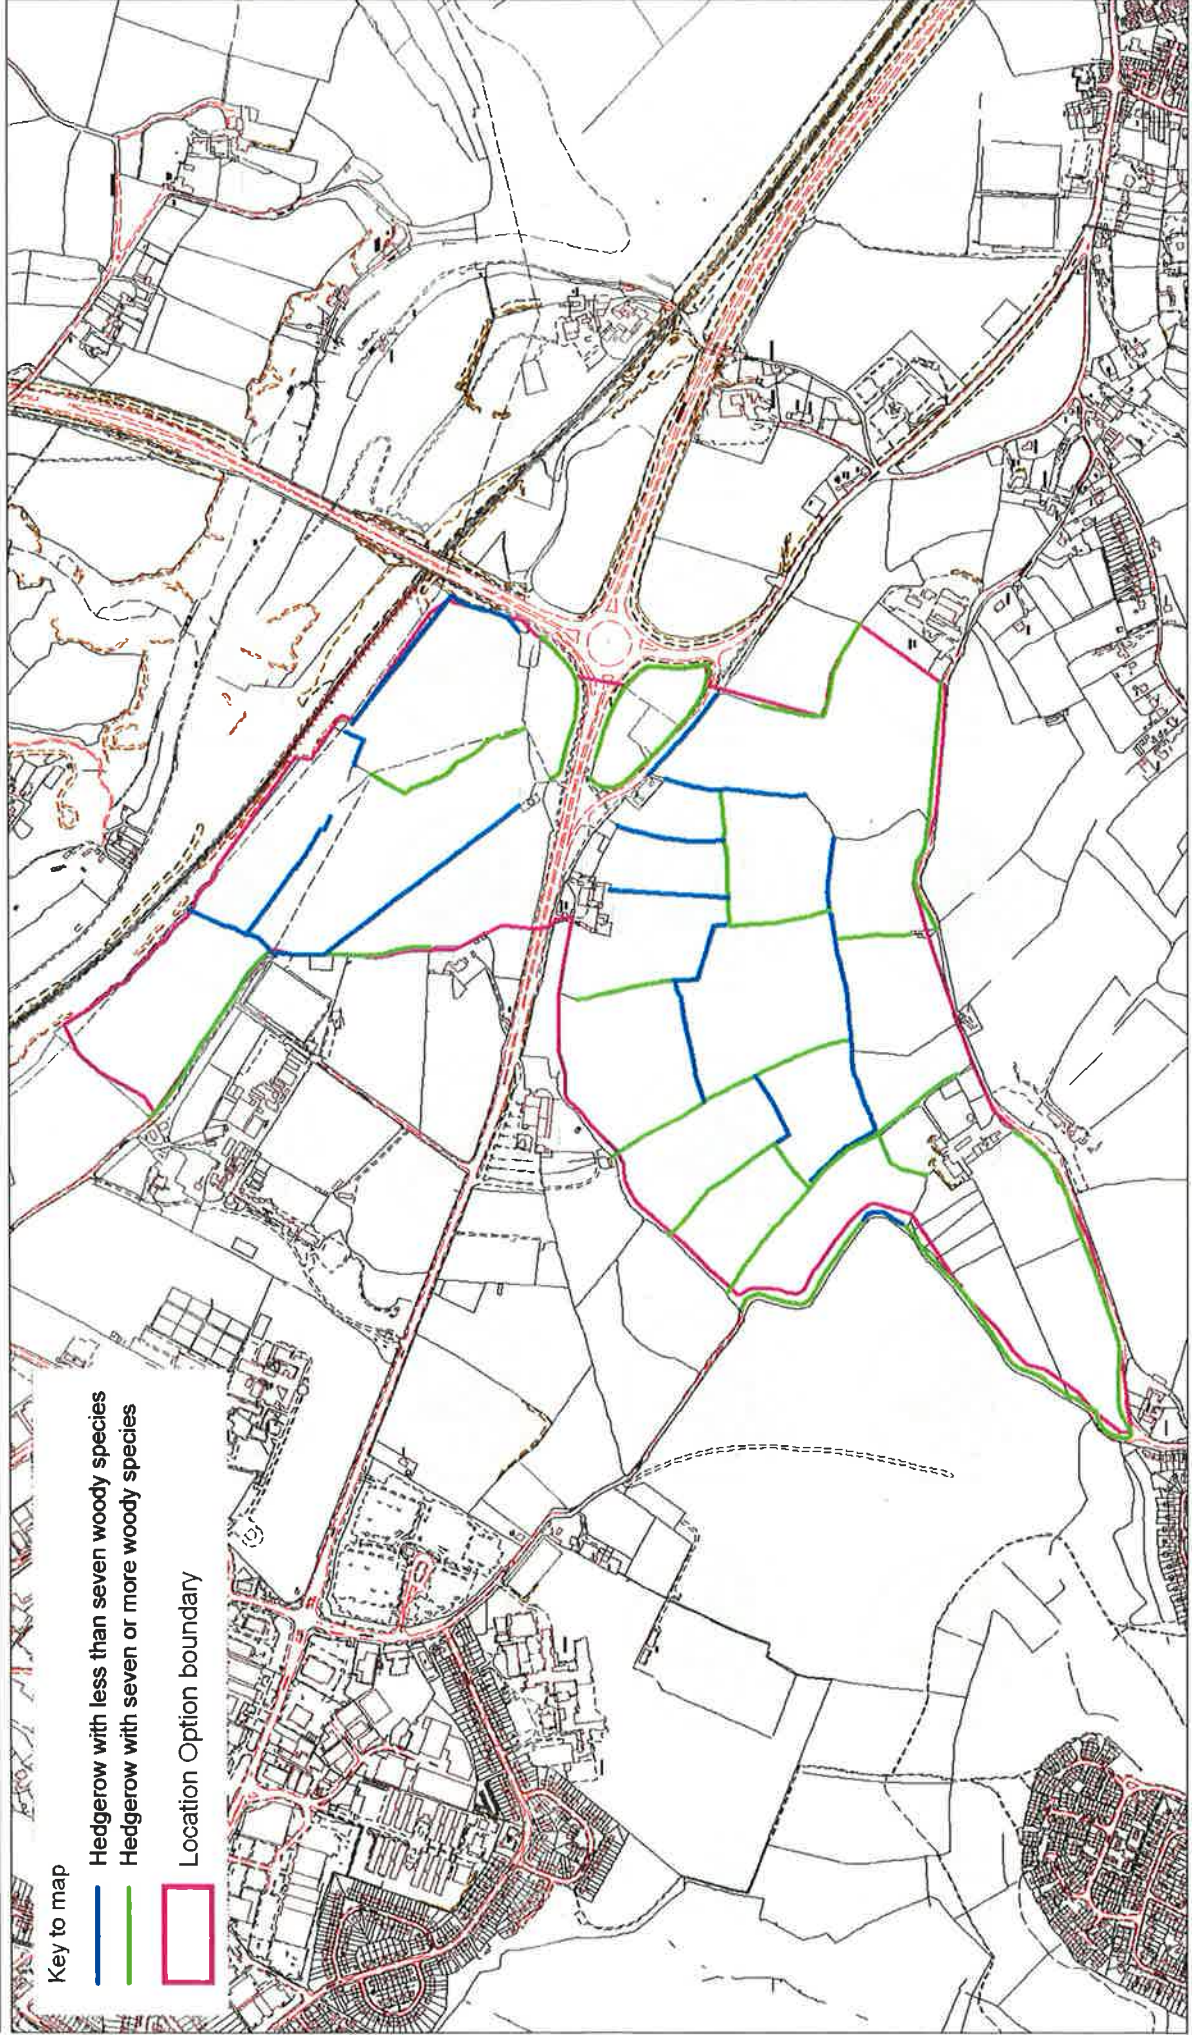 Key to map
Hedgerow with less than seven woody species
Hedgerow with seven or more woody species
Location Option boundary